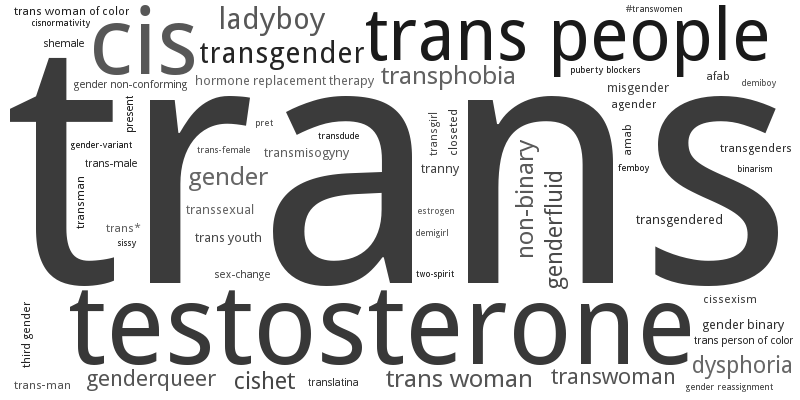 trans woman of color
cisnormativity
shemale
cis
ladyboy
transgender
trans people
#transwomen
gender non-conforming
hormone replacement therapy
transphobia
puberty blockers
misgender
afab
demiboy
agender
trans
present
pret
transdude
transgirl
closeted
amab
gender-variant
trans-male
trans-female
transmisogyny
tranny
non-binary
genderfluid
femboy
transgenders
binarism
transman
gender
transsexual
estrogen
transgendered
trans*
sissy
trans youth
demigirl
sex-change
two-spirit
testosterone
third gender
cissexism
gender binary
trans person of color
trans-man
genderqueer
cishet
translatina
trans woman
transwoman
dysphoria
gender reassignment